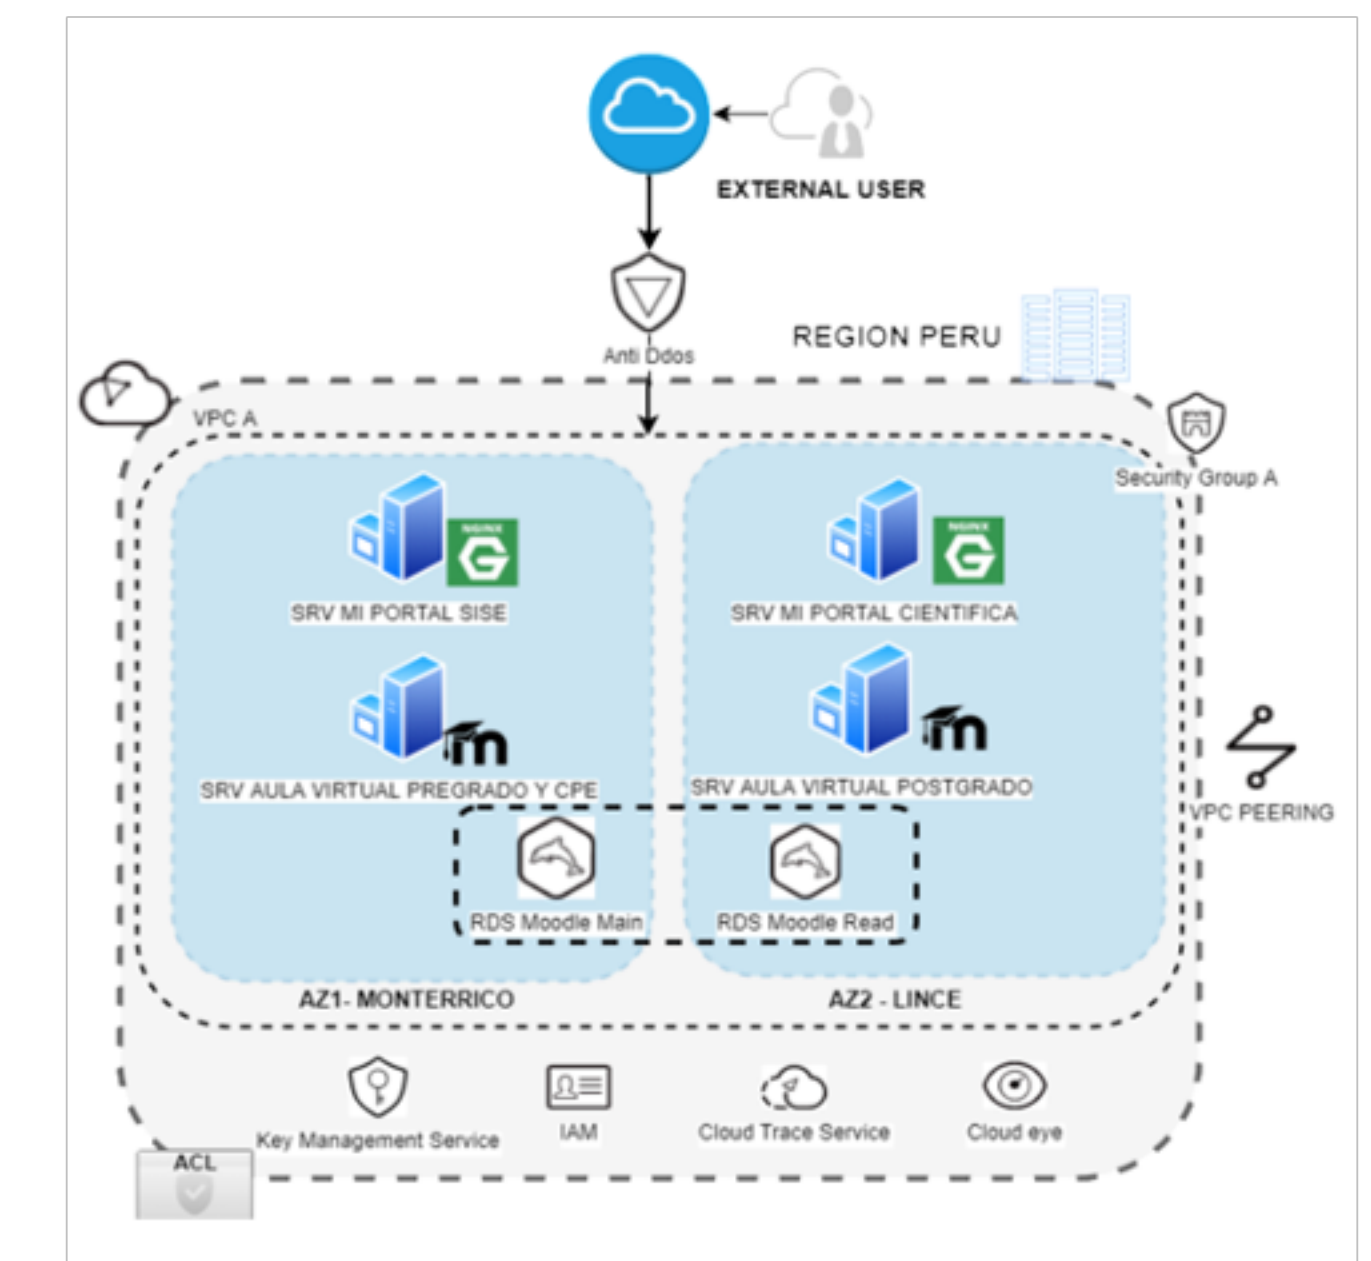 EXTERNAL USER
Anti Ddos
REGION PERU
VPC A
Security Group A
NGINX
G
NGINX
G
SRV MI PORTAL SISE
SRV MI PORTAL CIENTIFICA
m
m
SRV AULA VIRTUAL PREGRADO Y CPE
SRV AULA VIRTUAL POSTGRADO
VPC PEERING
RDS Moodle Main
RDS Moodle Read
AZ1- MONTERRICO
AZ2 - LINCE
Key Management Service
IAM
Cloud Trace Service
Cloud eye
ACL